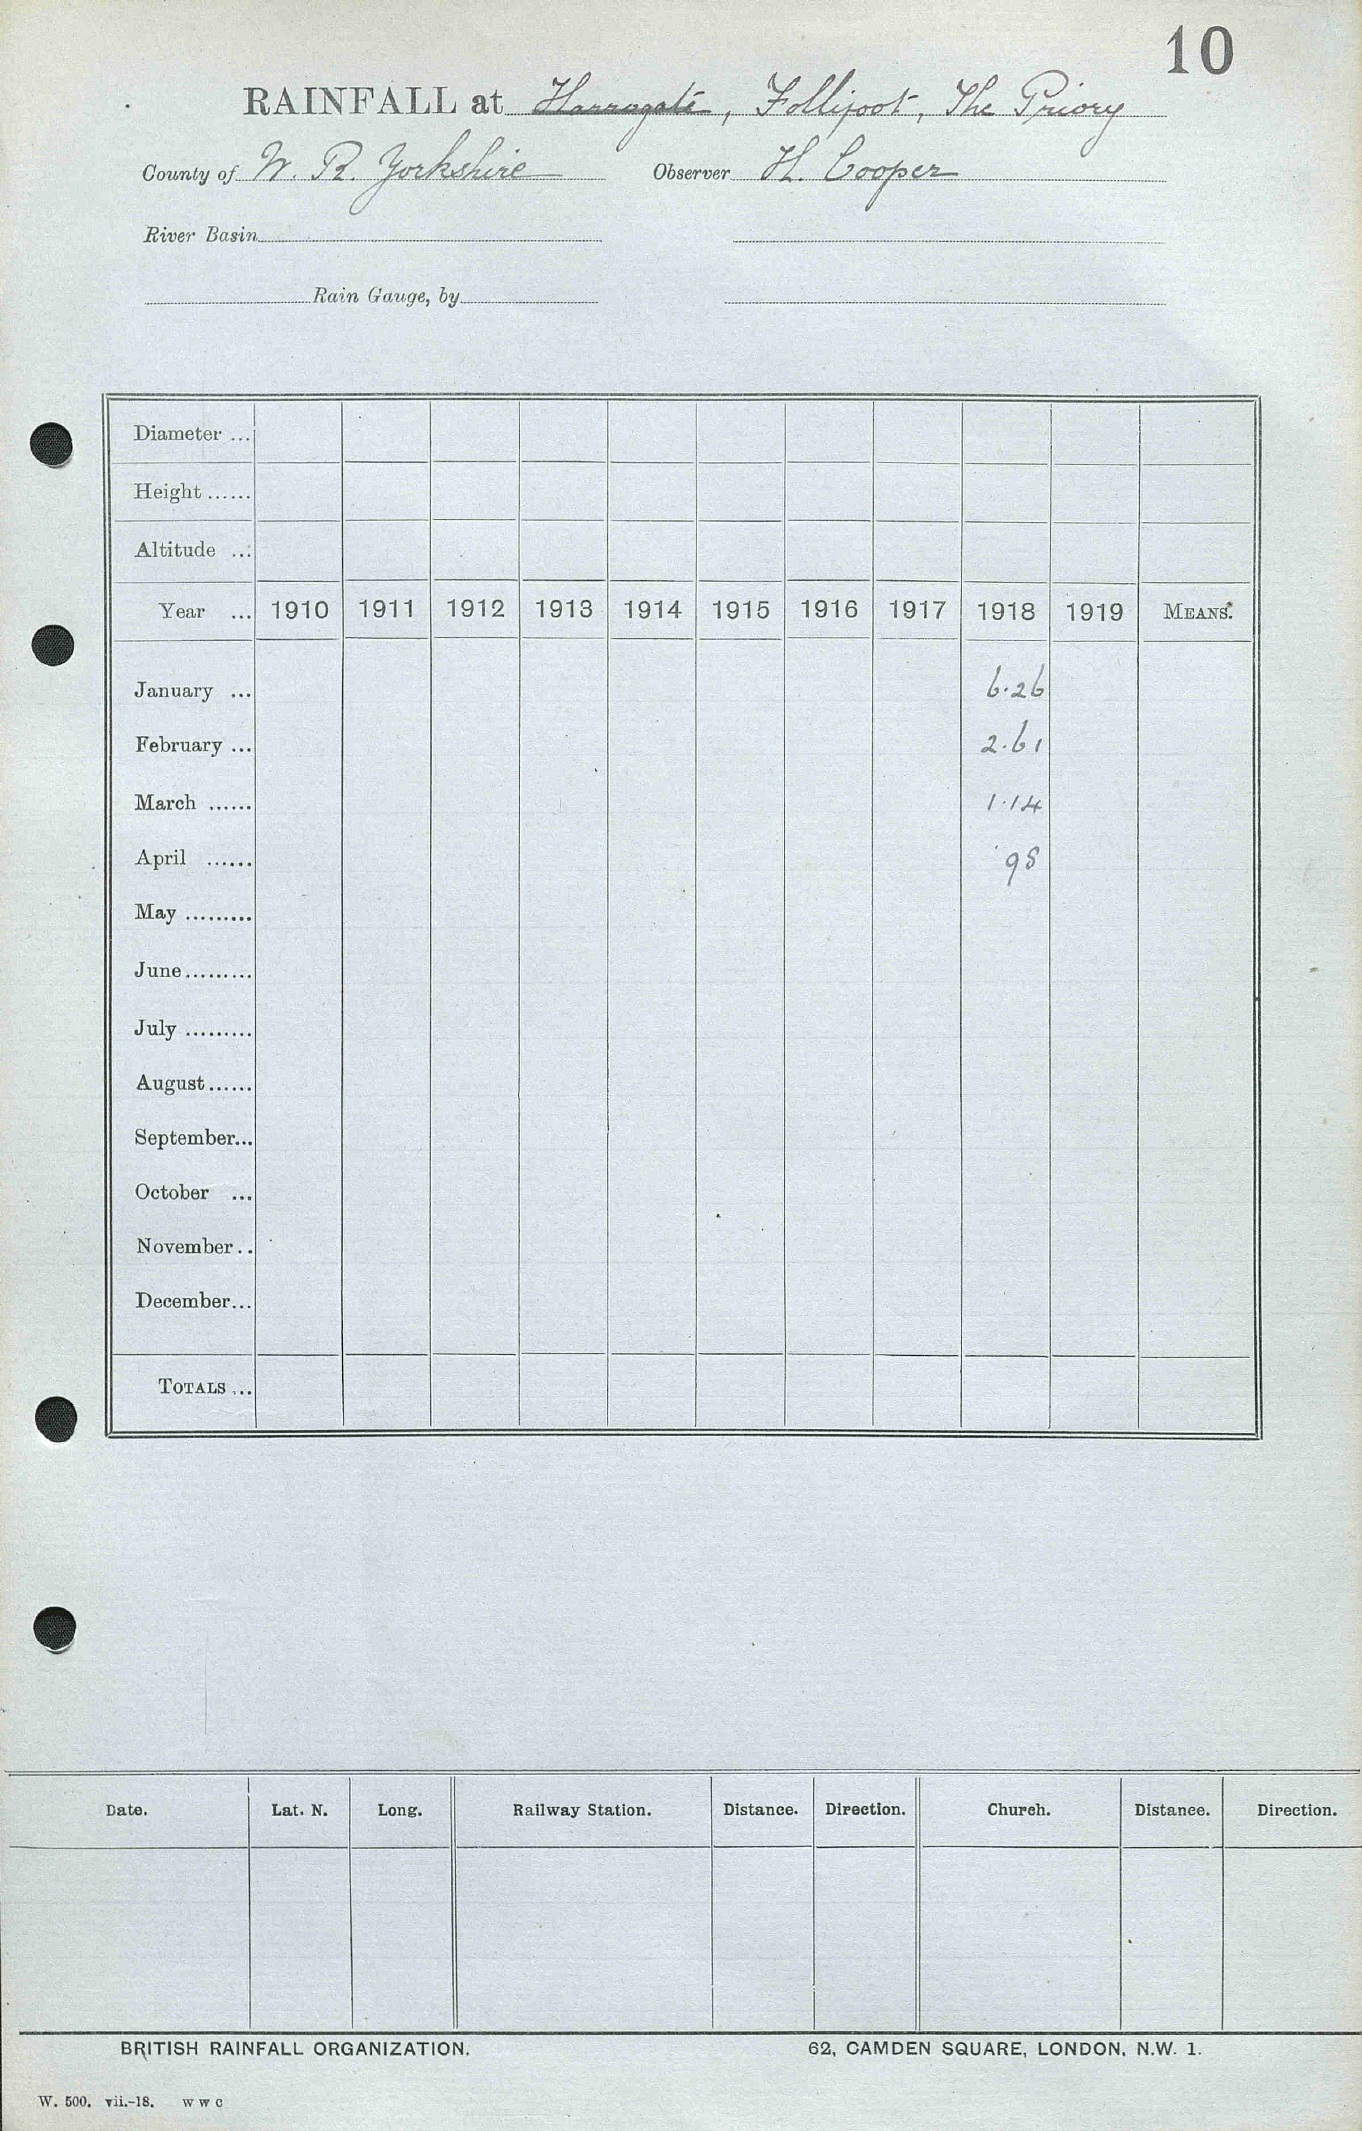 10
RAINFALL at Harrogate, Follifoot, The Priory
County of W. R. Yorkshire Observer H. Cooper
River Basin
Rain Gauge, by
Diameter ...
Height ......
Altitude ...
Year ... 1910 1911 1912 1913 1914 1915 1916 1917 1918 1919 MEANS.
January ... 6.26
February ... 2.61
March ...... 1.14
April ...... .98
May .........
June.........
July .........
August......
September...
October ...
November..
December...
TOTALS ...
Date. Lat. N. Long. Railway Station. Distance. Direction. Church. Distance. Direction.
BRITISH RAINFALL ORGANIZATION. 62, CAMDEN SQUARE, LONDON, N.W. 1.
W. 500. vii.-18. W W C